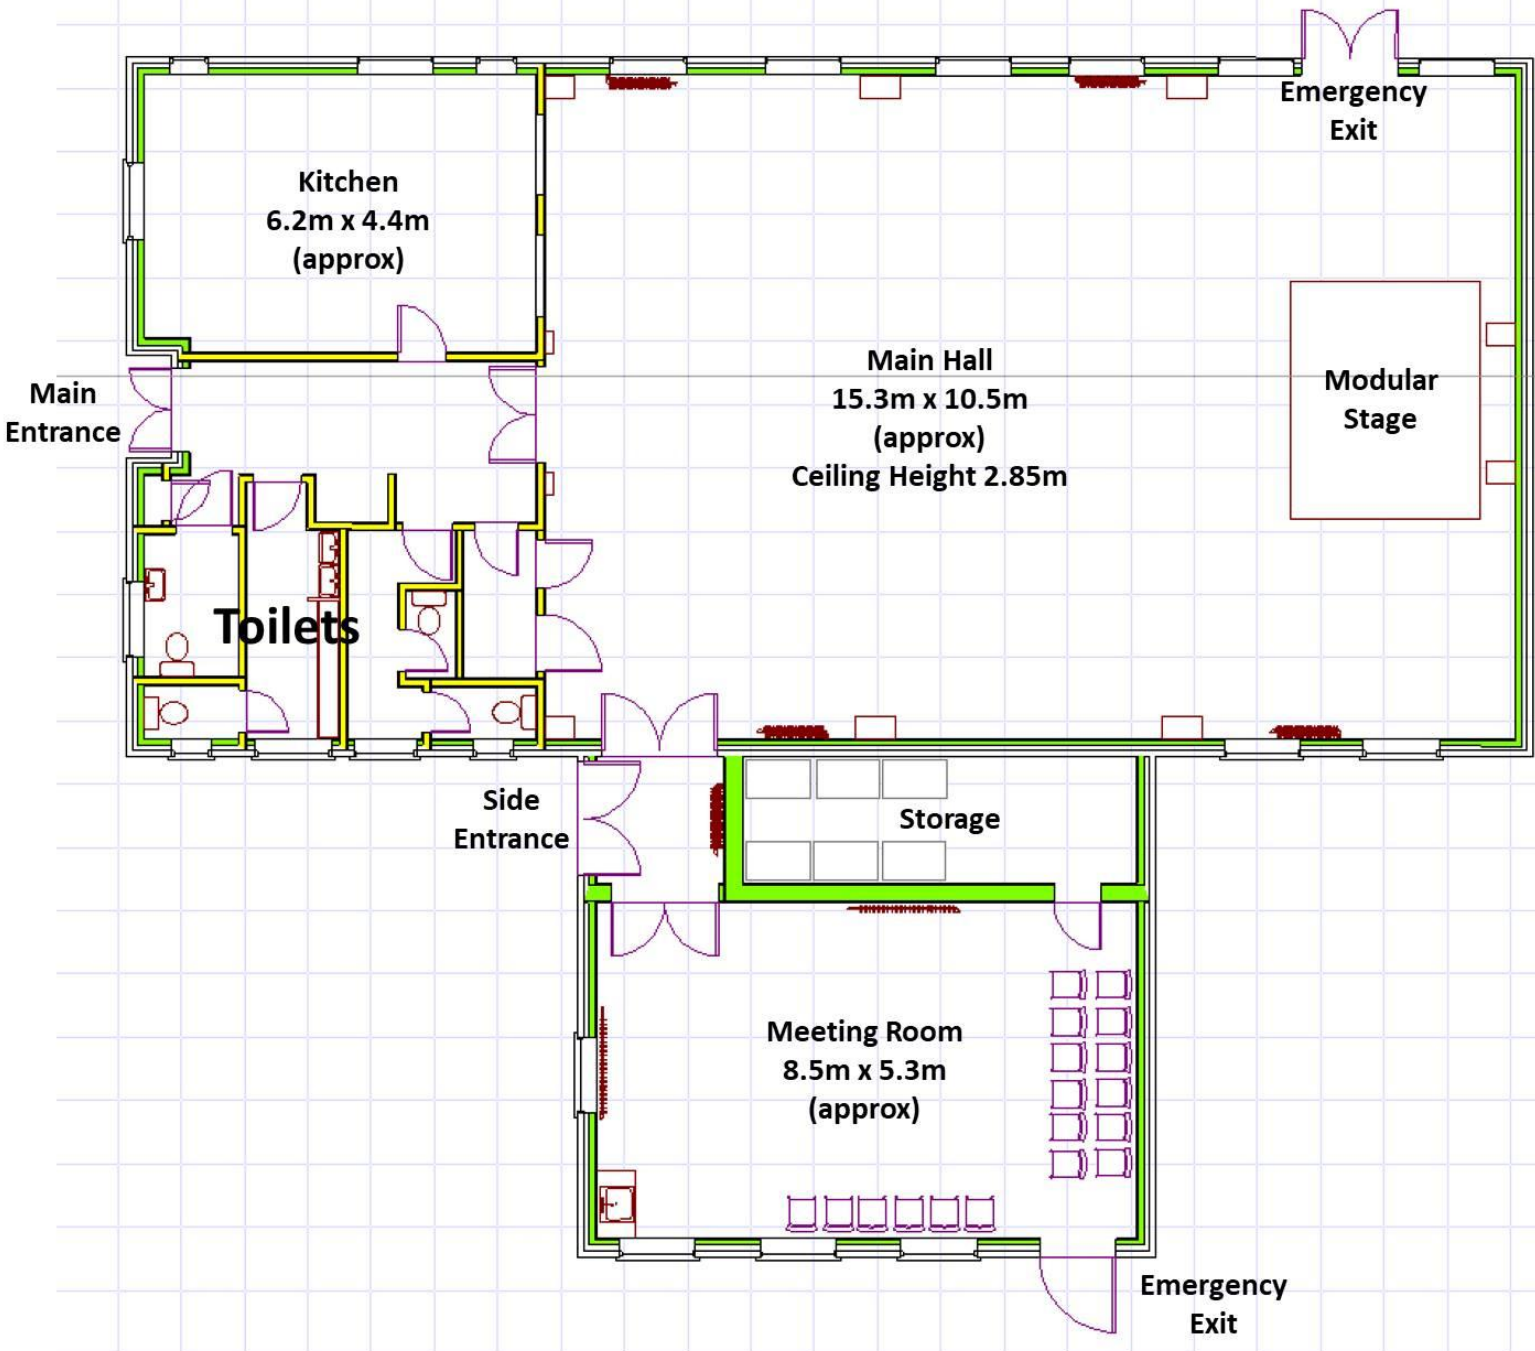 Emergency
Exit
Kitchen
6.2m x 4.4m
(approx)
Main
Entrance
Main Hall
15.3m x 10.5m
(approx)
Ceiling Height 2.85m
Modular
Stage
Toilets
Side
Entrance
Storage
Meeting Room
8.5m x 5.3m
(approx)
Emergency
Exit